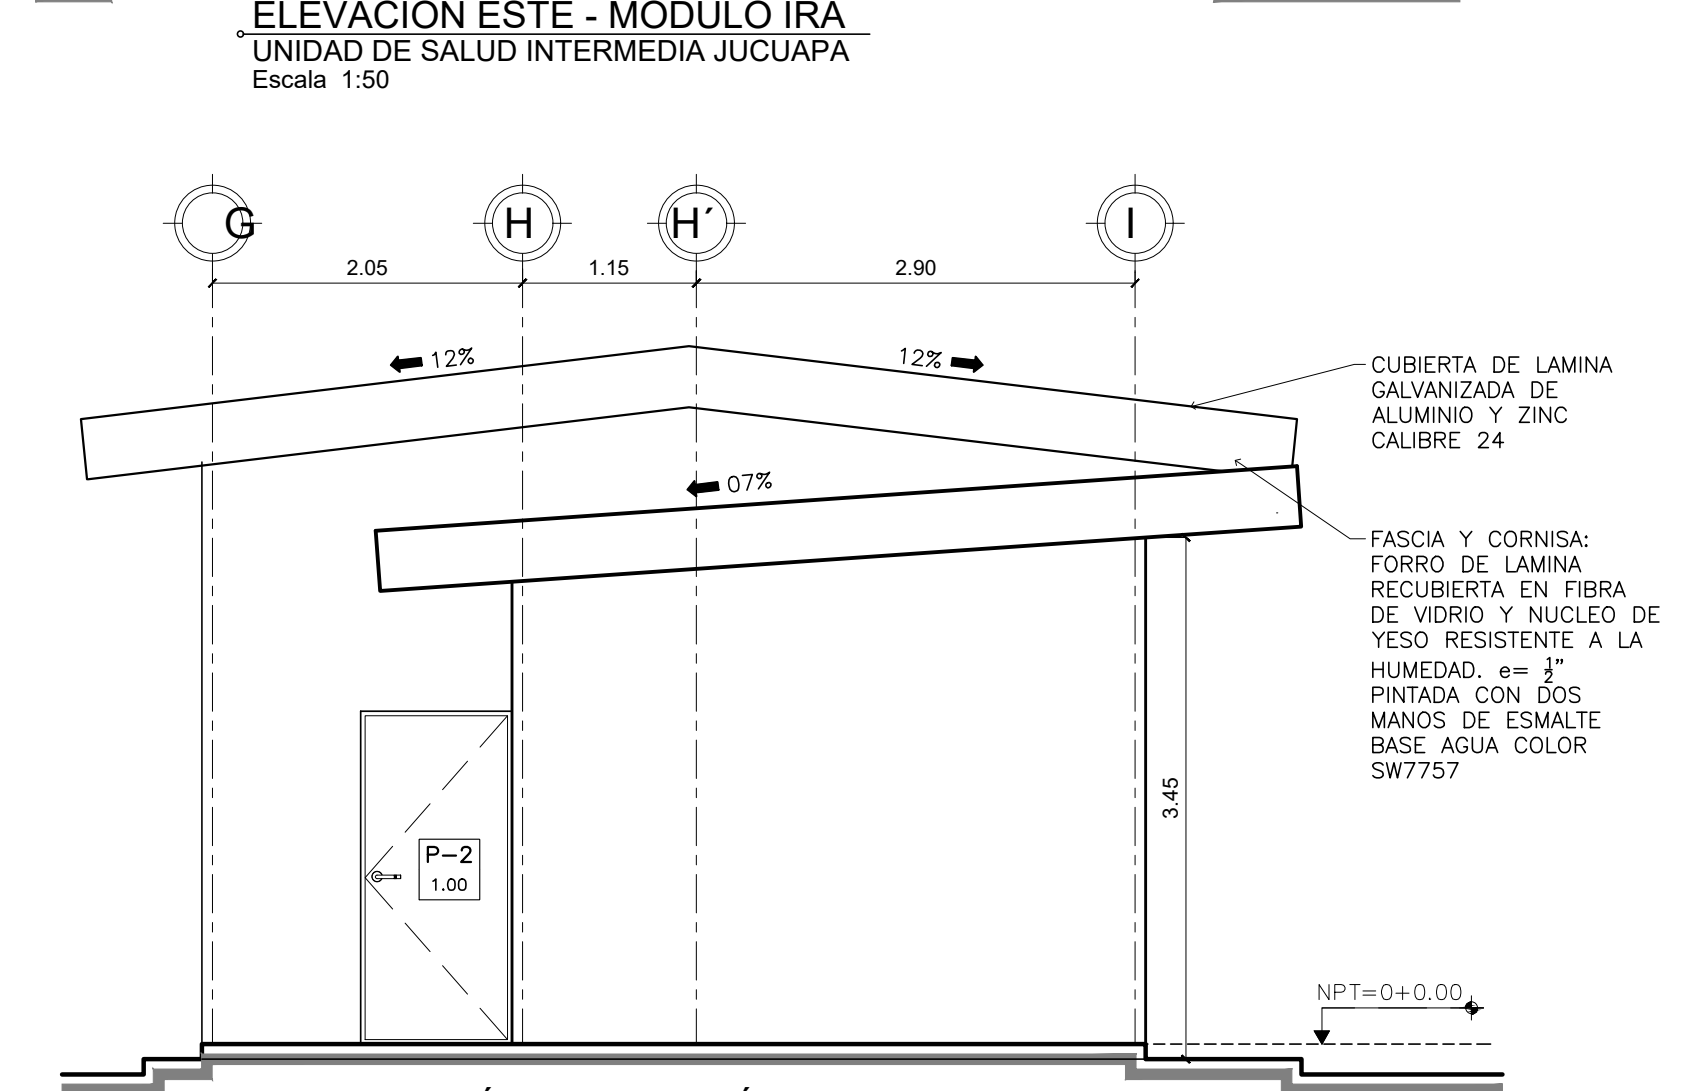 ELEVACIÓN ESTE - MÓDULO IRA
UNIDAD DE SALUD INTERMEDIA JUCUAPA
Escala 1:50
G
H
H´
I
2.05
1.15
2.90
12%
12%
CUBIERTA DE LAMINA
GALVANIZADA DE
ALUMINIO Y ZINC
CALIBRE 24
07%
FASCIA Y CORNISA:
FORRO DE LAMINA
RECUBIERTA EN FIBRA
DE VIDRIO Y NUCLEO DE
YESO RESISTENTE A LA
HUMEDAD. e= ½"
PINTADA CON DOS
MANOS DE ESMALTE
BASE AGUA COLOR
SW7757
3.45
P-2
1.00
NPT=0+0.00